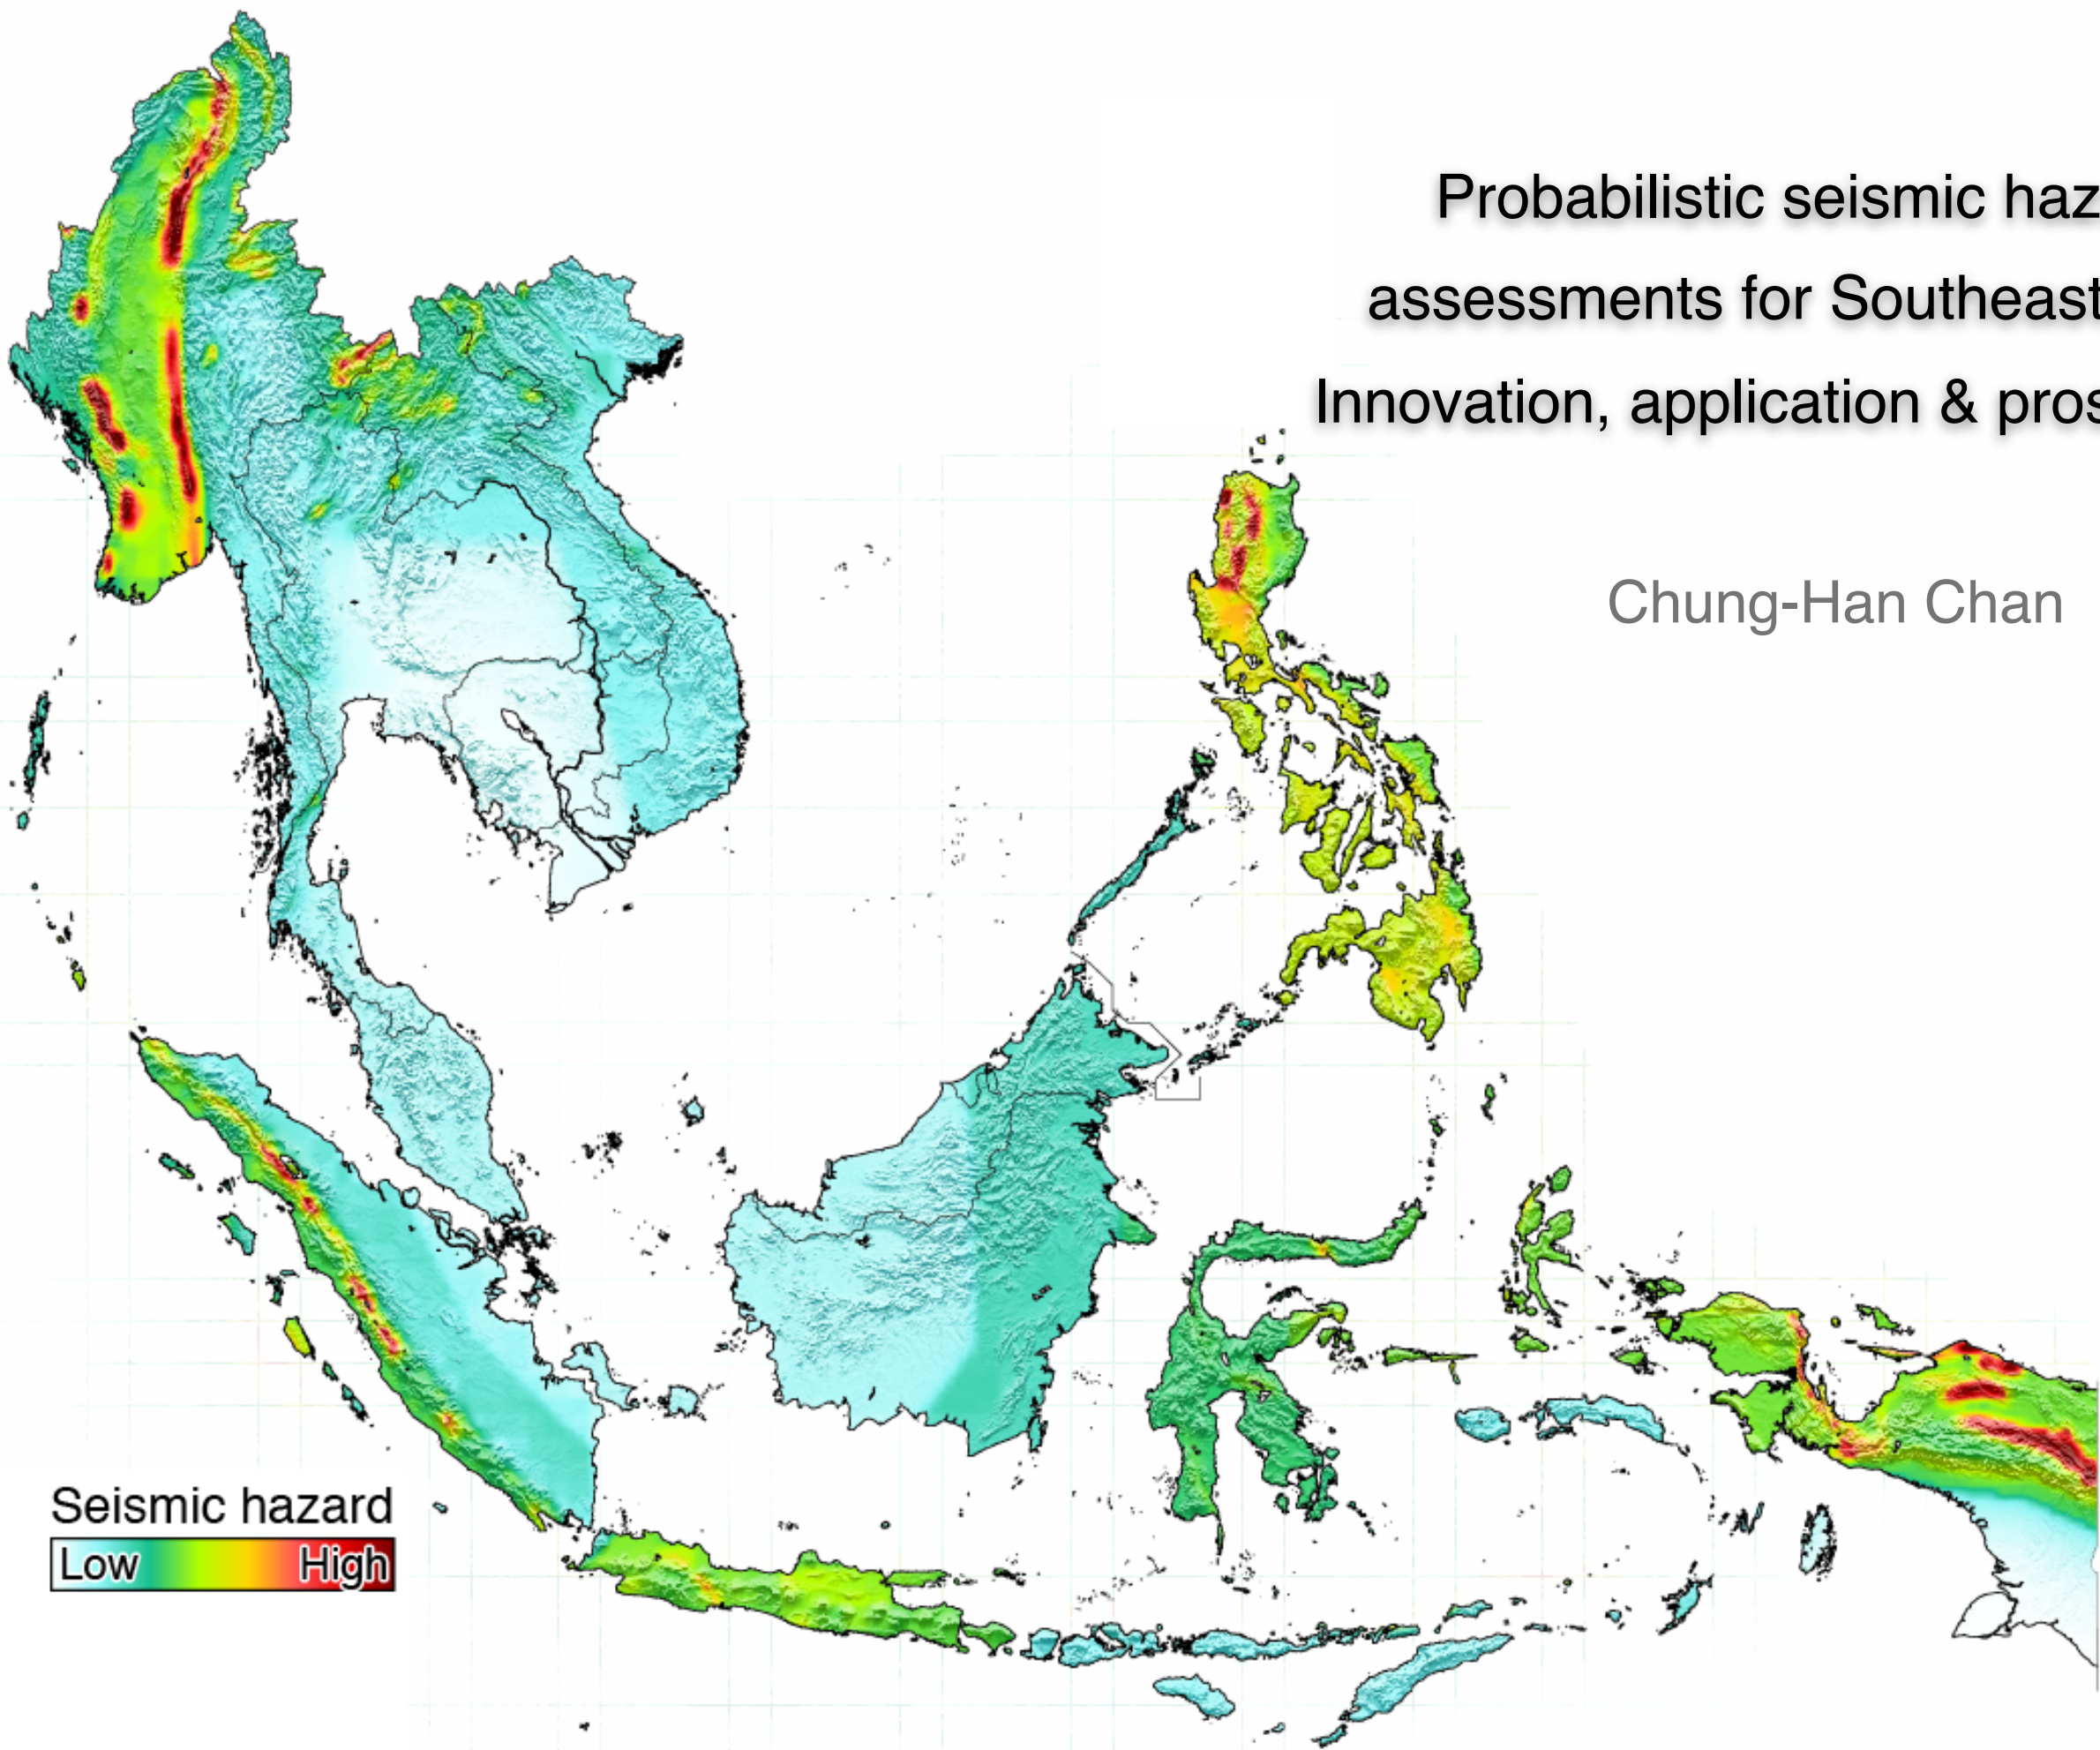 Probabilistic seismic haz
assessments for Southeast
Innovation, application & pros
Chung-Han Chan
Seismic hazard
Low High